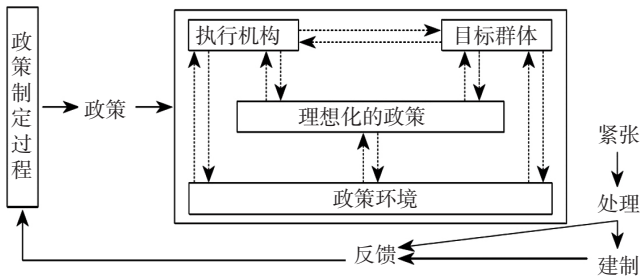 政策制定过程
政策
执行机构
目标群体
理想化的政策
政策环境
紧张
处理
建制
反馈